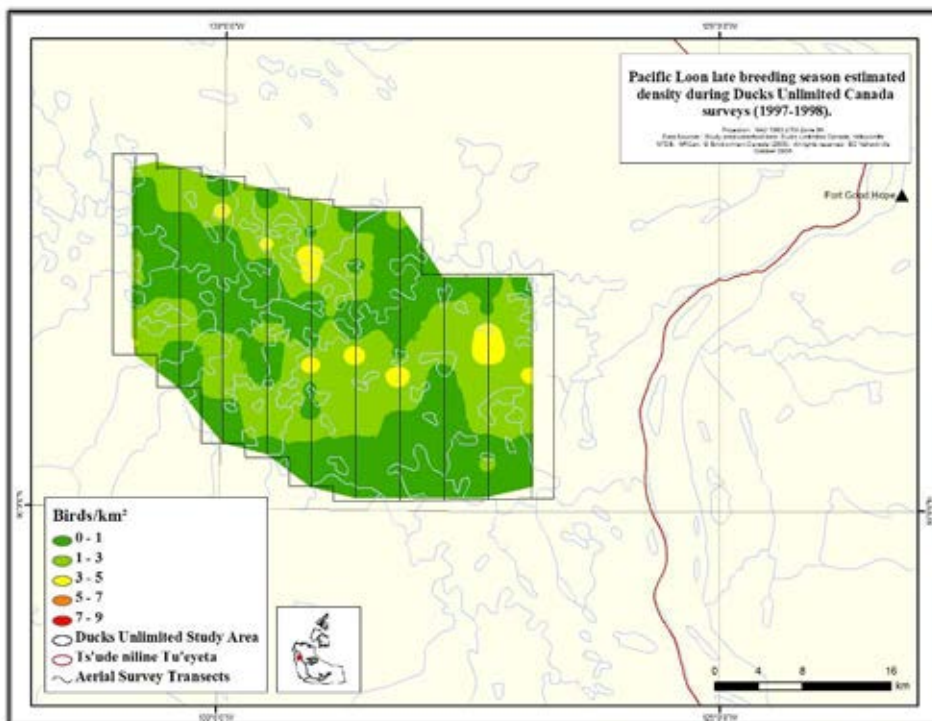 Pacific Loon late breeding season estimated
density during Ducks Unlimited Canada
surveys (1997-1998).
Fort Good Hope
Birds/km²
0 - 1
1 - 3
3 - 5
5 - 7
7 - 9
Ducks Unlimited Study Area
Ts'ude niline Tu'eyeta
Aerial Survey Transects
0 4 8 16
km